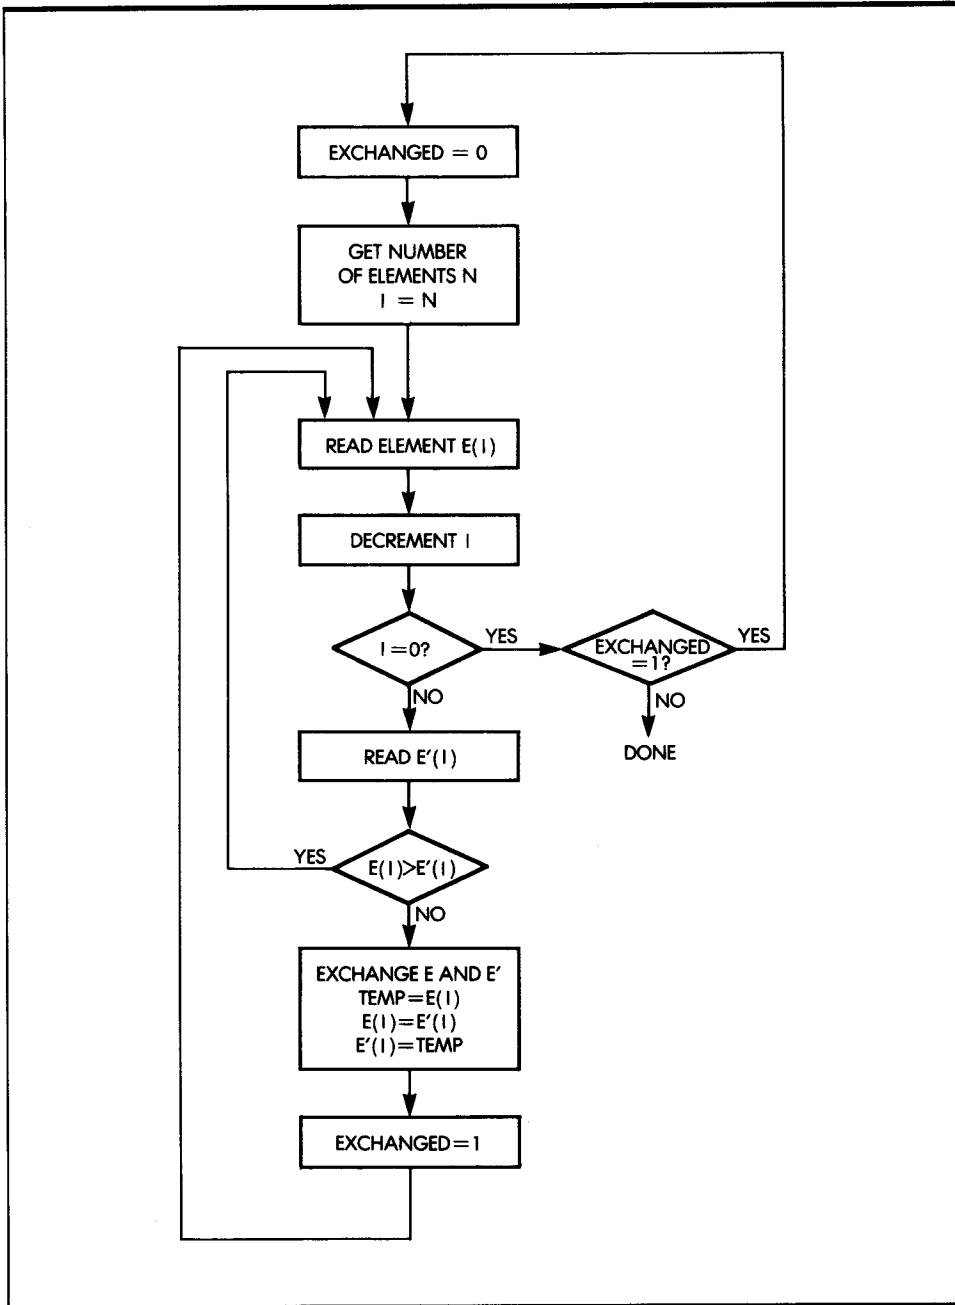 EXCHANGED = 0
GET NUMBER
OF ELEMENTS N
I = N
READ ELEMENT E(I)
DECREMENT I
I=0?
YES
EXCHANGED
=1?
YES
NO
NO
DONE
READ E'(I)
YES
E(I)>E'(I)
NO
EXCHANGE E AND E'
TEMP=E(I)
E(I)=E'(I)
E'(I)=TEMP
EXCHANGED=1